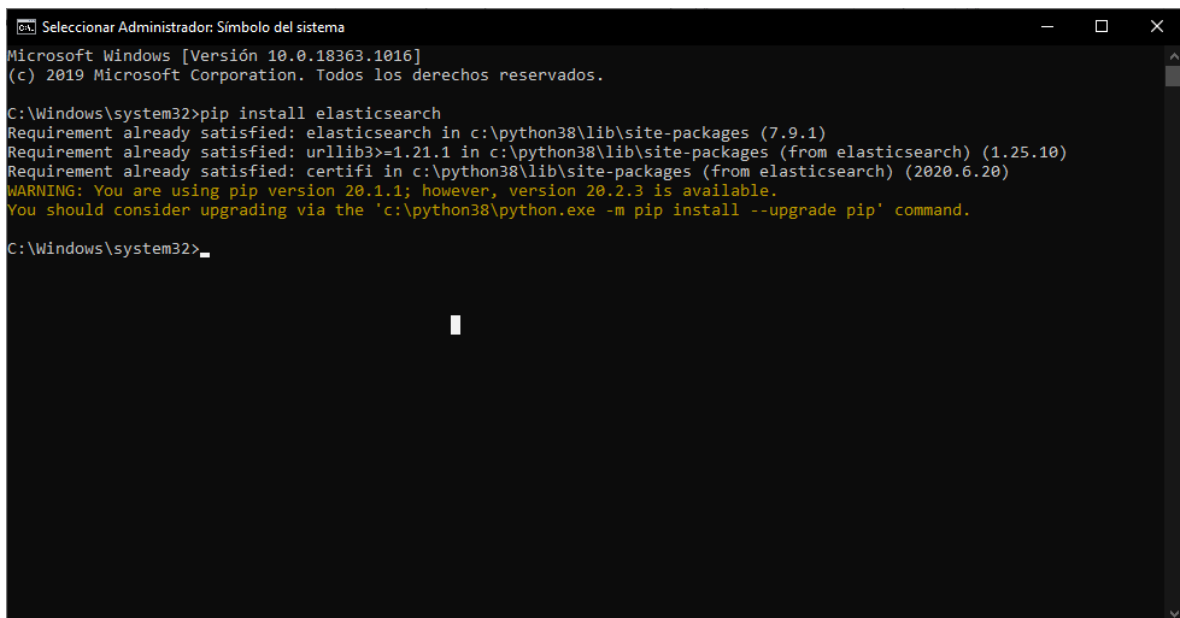 Seleccionar Administrador: Símbolo del sistema
Microsoft Windows [Versión 10.0.18363.1016]
(c) 2019 Microsoft Corporation. Todos los derechos reservados.
C:\Windows\system32>pip install elasticsearch
Requirement already satisfied: elasticsearch in c:\python38\lib\site-packages (7.9.1)
Requirement already satisfied: urllib3>=1.21.1 in c:\python38\lib\site-packages (from elasticsearch) (1.25.10)
Requirement already satisfied: certifi in c:\python38\lib\site-packages (from elasticsearch) (2020.6.20)
WARNING: You are using pip version 20.1.1; however, version 20.2.3 is available.
You should consider upgrading via the 'c:\python38\python.exe -m pip install --upgrade pip' command.
C:\Windows\system32>